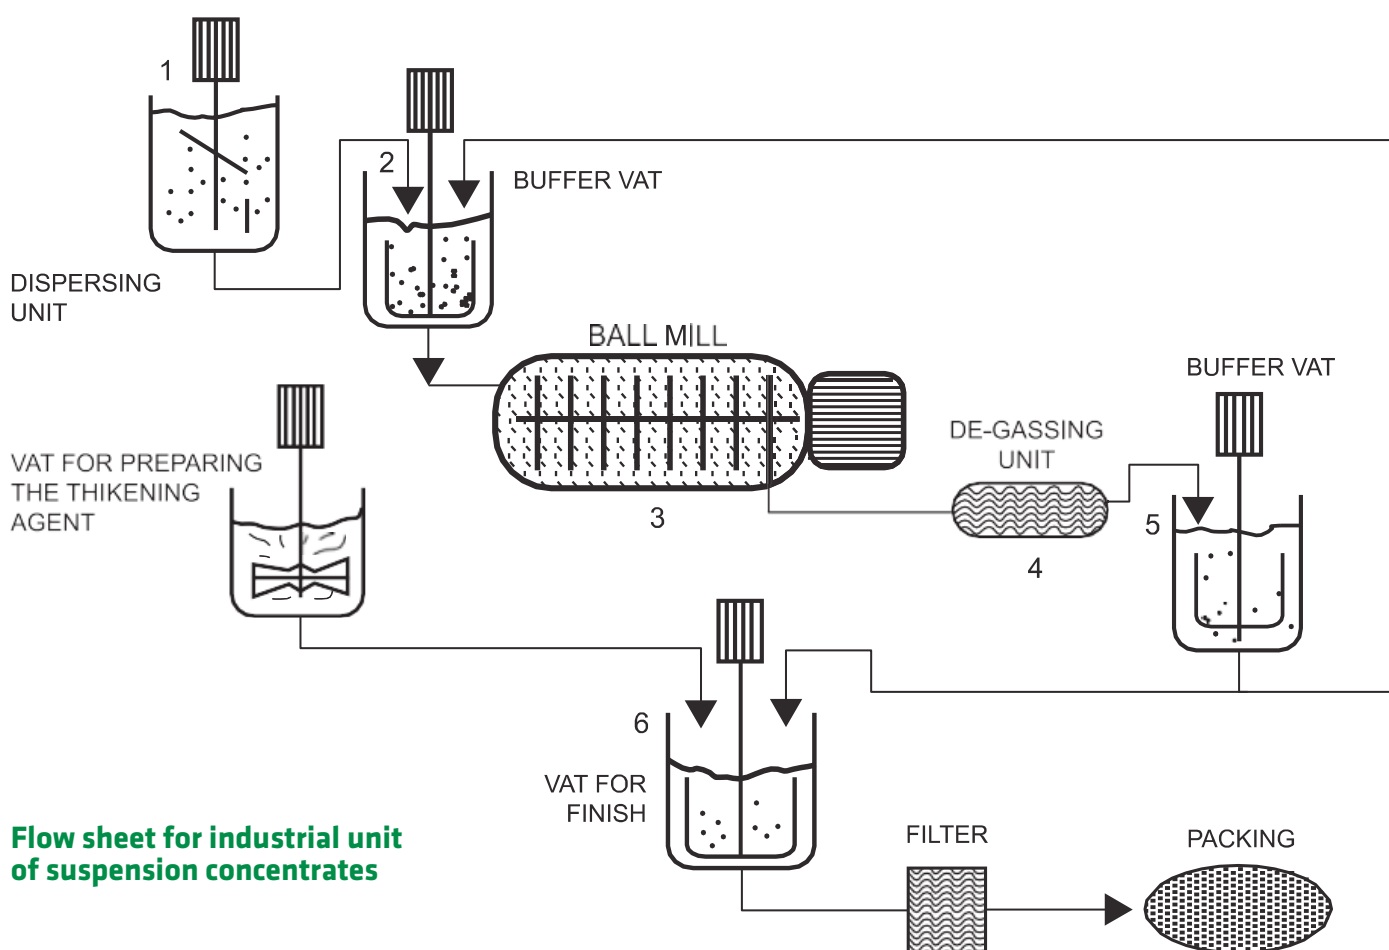 1
2
BUFFER VAT
DISPERSING
UNIT
BALL MILL
3
BUFFER VAT
DE-GASSING
UNIT
4
5
VAT FOR PREPARING
THE THIKENING
AGENT
6
VAT FOR
FINISH
FILTER
PACKING
Flow sheet for industrial unit
of suspension concentrates